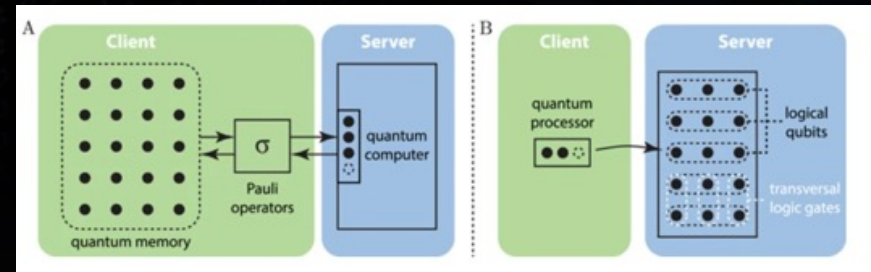 A
Client
Server
σ
quantum
computer
Pauli
operators
quantum memory
B
Client
Server
quantum
processor
logical
qubits
transversal
logic gates